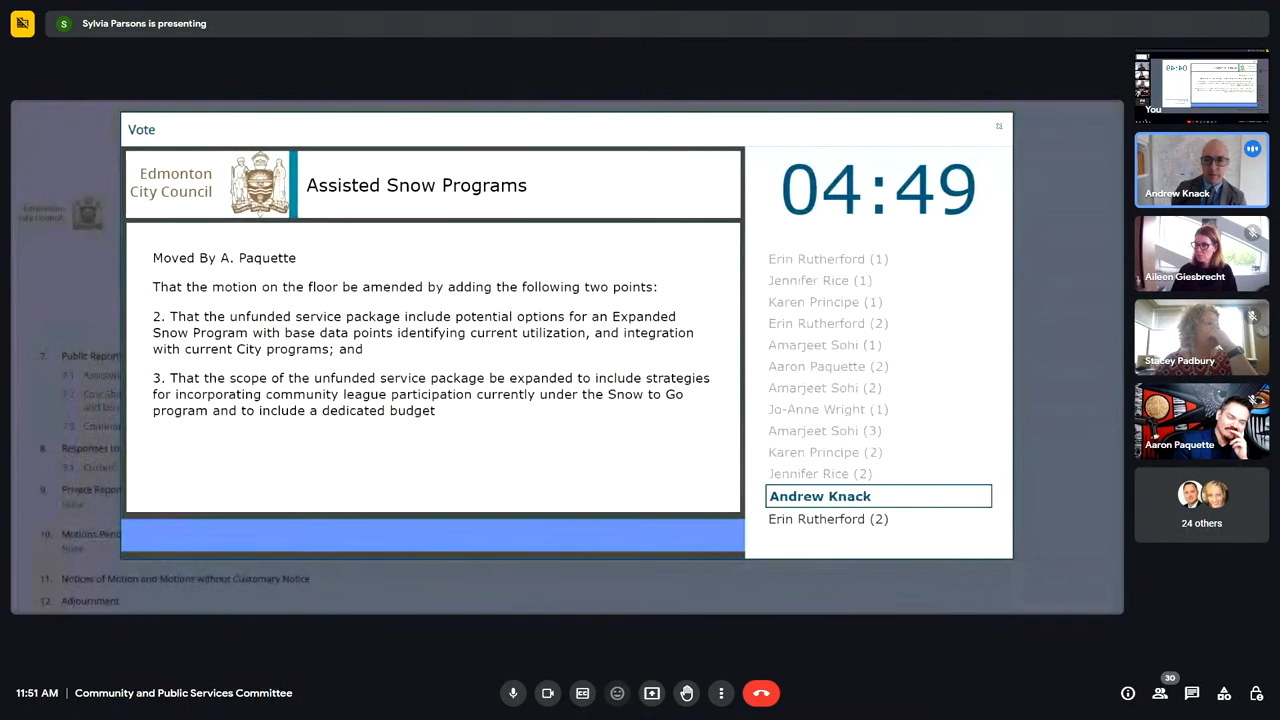 Sylvia Parsons is presenting
S
Vote
Edmonton
City Council
Assisted Snow Programs
04:49
Moved By A. Paquette
That the motion on the floor be amended by adding the following two points:
2. That the unfunded service package include potential options for an Expanded
Snow Program with base data points identifying current utilization, and integration
with current City programs; and
3. That the scope of the unfunded service package be expanded to include strategies
for incorporating community league participation currently under the Snow to Go
program and to include a dedicated budget
Erin Rutherford (1)
Jennifer Rice (1)
Karen Principe (1)
Erin Rutherford (2)
Amarjeet Sohi (1)
Aaron Paquette (2)
Amarjeet Sohi (2)
Jo-Anne Wright (1)
Amarjeet Sohi (3)
Karen Principe (2)
Jennifer Rice (2)
Andrew Knack
Erin Rutherford (2)
7. Public Report
8. Responses to
9. Private Repor
None
10. Motions Pend
None
11. Notices of Motion and Motions without Customary Notice
12. Adjournment
You
Andrew Knack
Aileen Giesbrecht
Stacey Padbury
Aaron Paquette
24 others
11:51 AM | Community and Public Services Committee
30